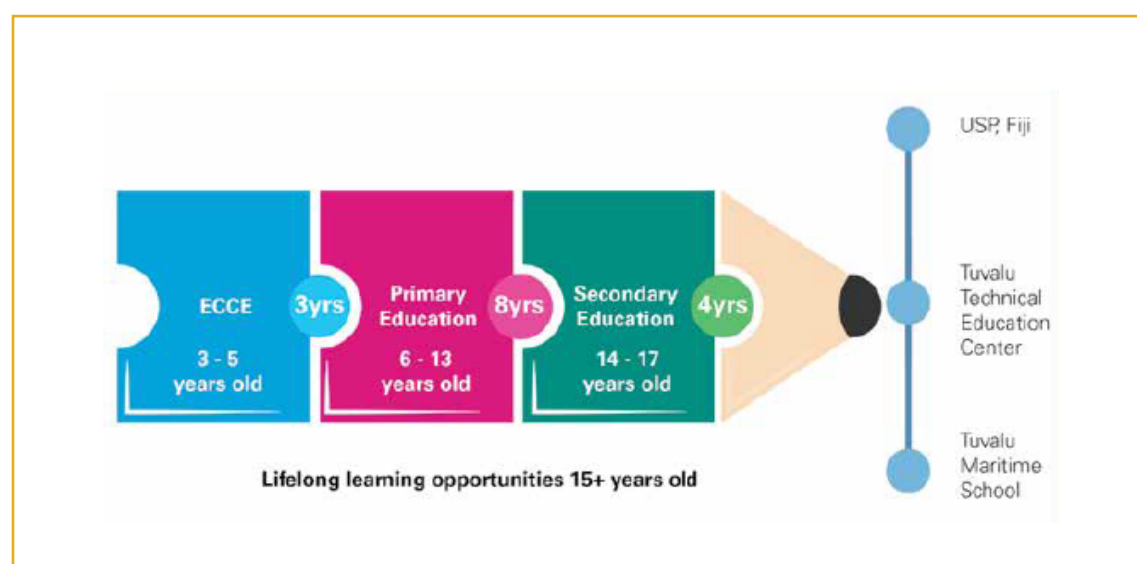 USP, Fiji
ECCE
3yrs
3 - 5
years old
Primary
Education
8yrs
6 - 13
years old
Secondary
Education
4yrs
14 - 17
years old
Tuvalu
Technical
Education
Center
Lifelong learning opportunities 15+ years old
Tuvalu
Maritime
School